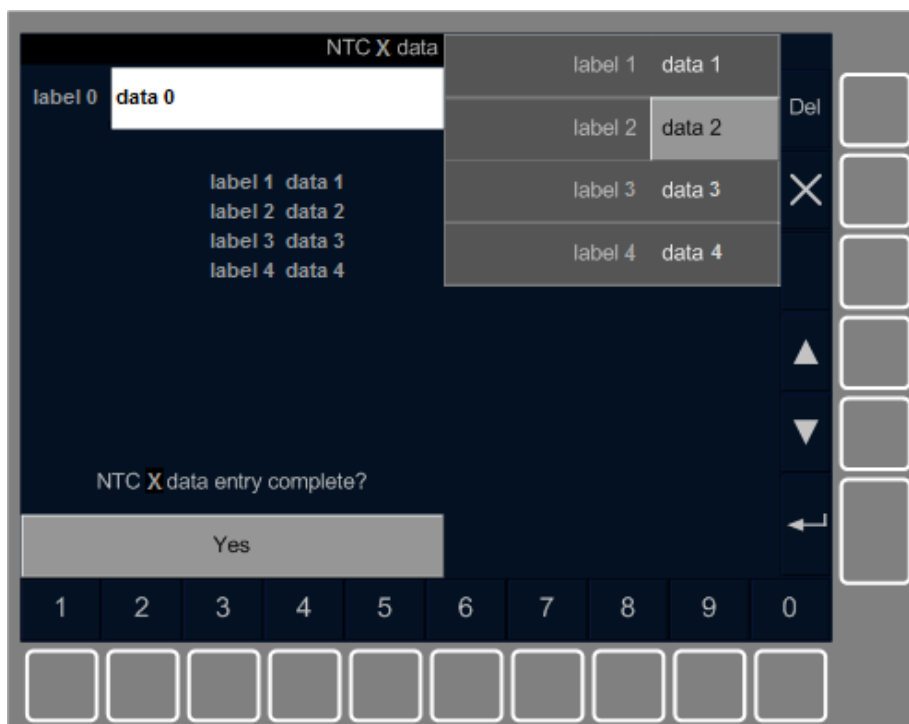 NTC X data
label 0 data 0
label 1 data 1
label 2 data 2
label 3 data 3
label 4 data 4
label 1 data 1
label 2 data 2
label 3 data 3
label 4 data 4
Del
NTC X data entry complete?
Yes
1 2 3 4 5 6 7 8 9 0